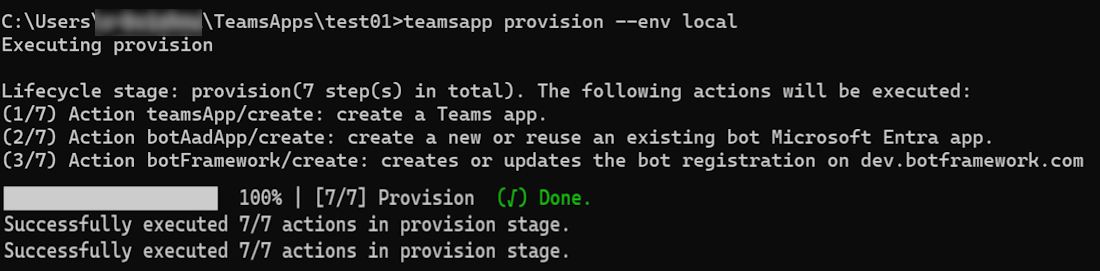 C:\Users\ \TeamsApps\test01>teamsapp provision --env local
Executing provision
Lifecycle stage: provision(7 step(s) in total). The following actions will be executed:
(1/7) Action teamsApp/create: create a Teams app.
(2/7) Action botAadApp/create: create a new or reuse an existing bot Microsoft Entra app.
(3/7) Action botFramework/create: creates or updates the bot registration on dev.botframework.com
100% | [7/7] Provision (√) Done.
Successfully executed 7/7 actions in provision stage.
Successfully executed 7/7 actions in provision stage.